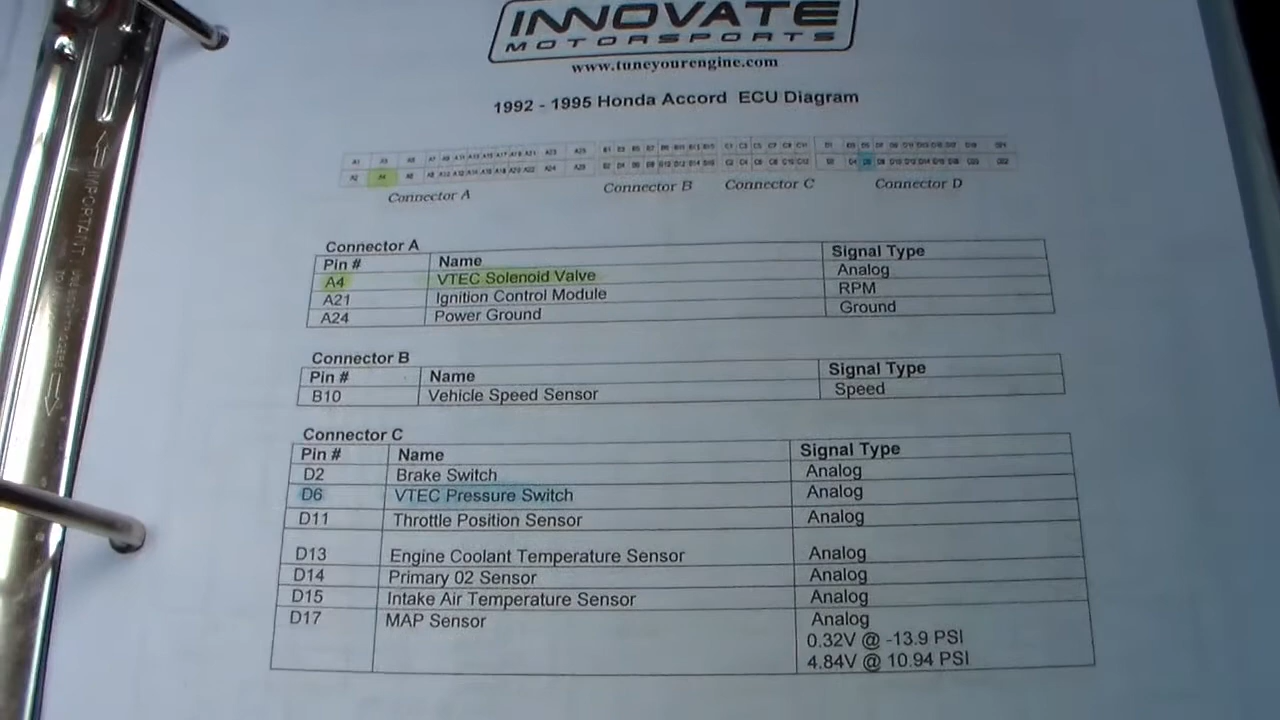 INNOVATE
MOTORSPORTS
www.tuneyourengine.com
1992 - 1995 Honda Accord ECU Diagram
Connector A
Connector B
Connector C
Connector D
Connector A
Pin # Name Signal Type
A4 VTEC Solenoid Valve Analog
A21 Ignition Control Module RPM
A24 Power Ground Ground
Connector B
Pin # Name Signal Type
B10 Vehicle Speed Sensor Speed
Connector C
Pin # Name Signal Type
D2 Brake Switch Analog
D6 VTEC Pressure Switch Analog
D11 Throttle Position Sensor Analog
D13 Engine Coolant Temperature Sensor Analog
D14 Primary 02 Sensor Analog
D15 Intake Air Temperature Sensor Analog
D17 MAP Sensor Analog
0.32V @ -13.9 PSI
4.84V @ 10.94 PSI
IMPORTANT